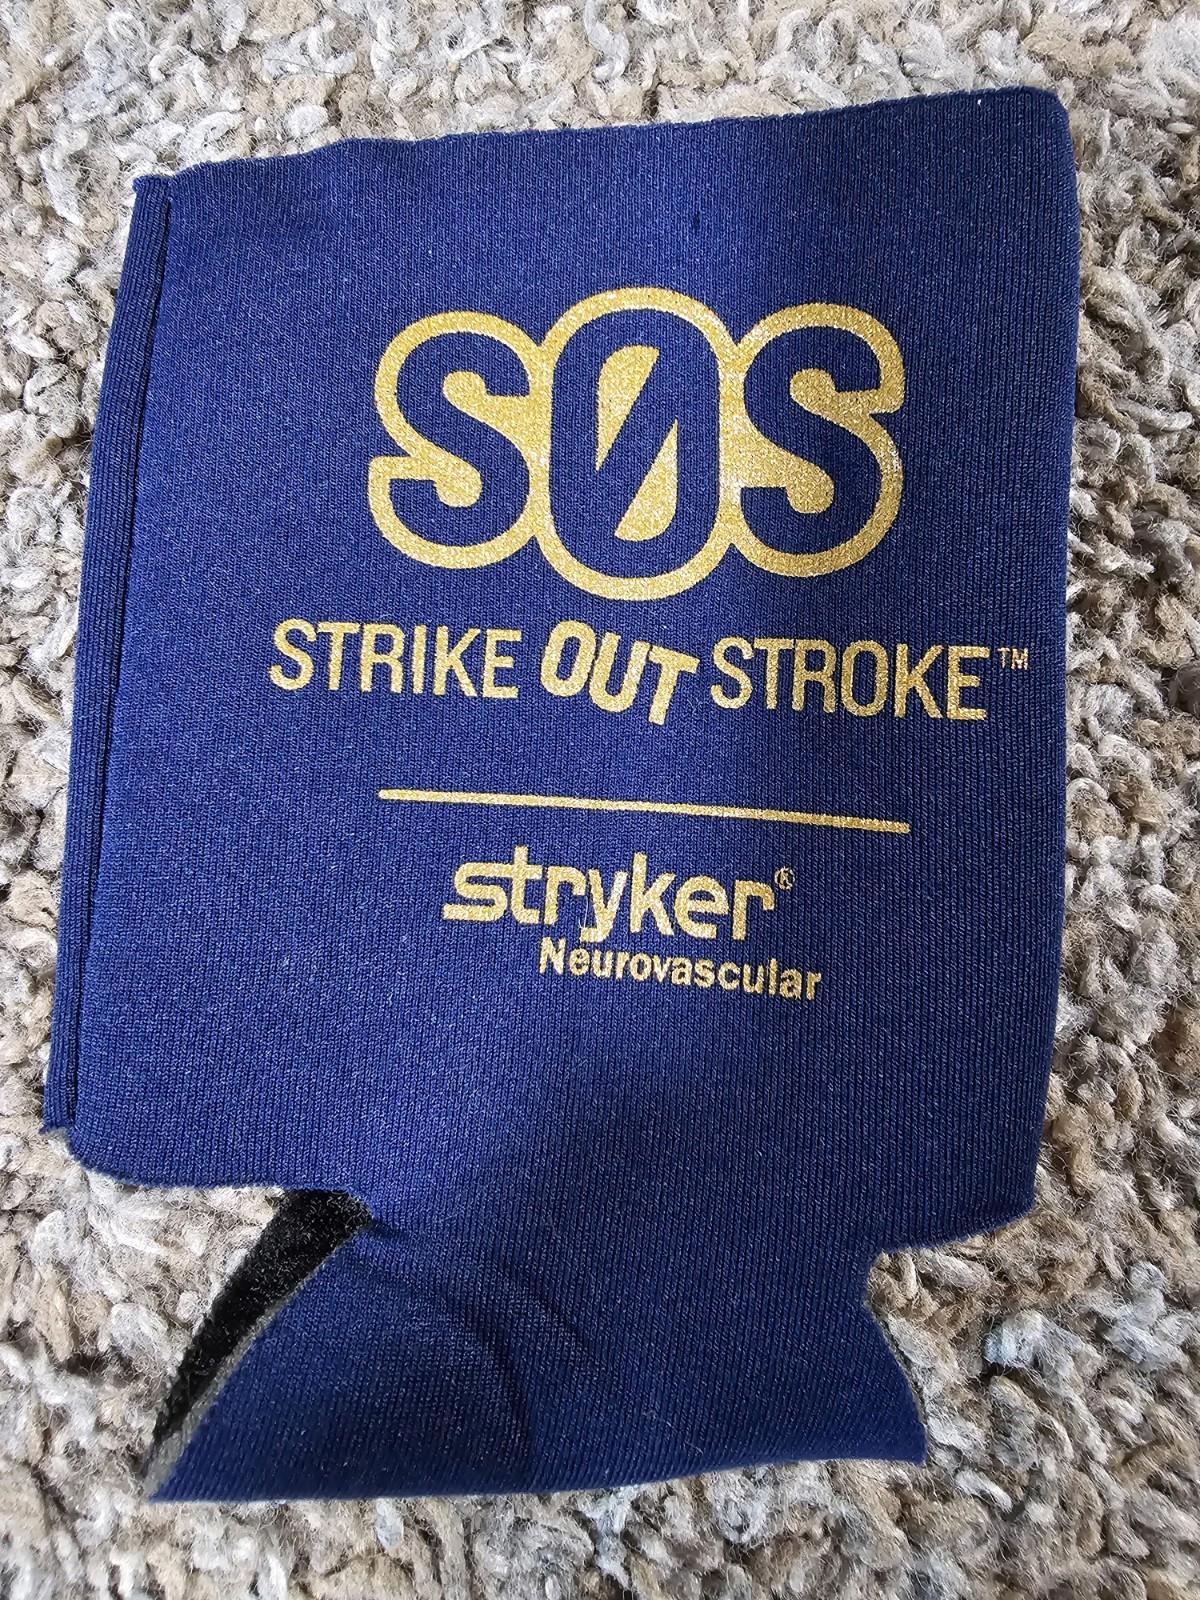 SØS
STRIKE OUT STROKE™
stryker®
Neurovascular